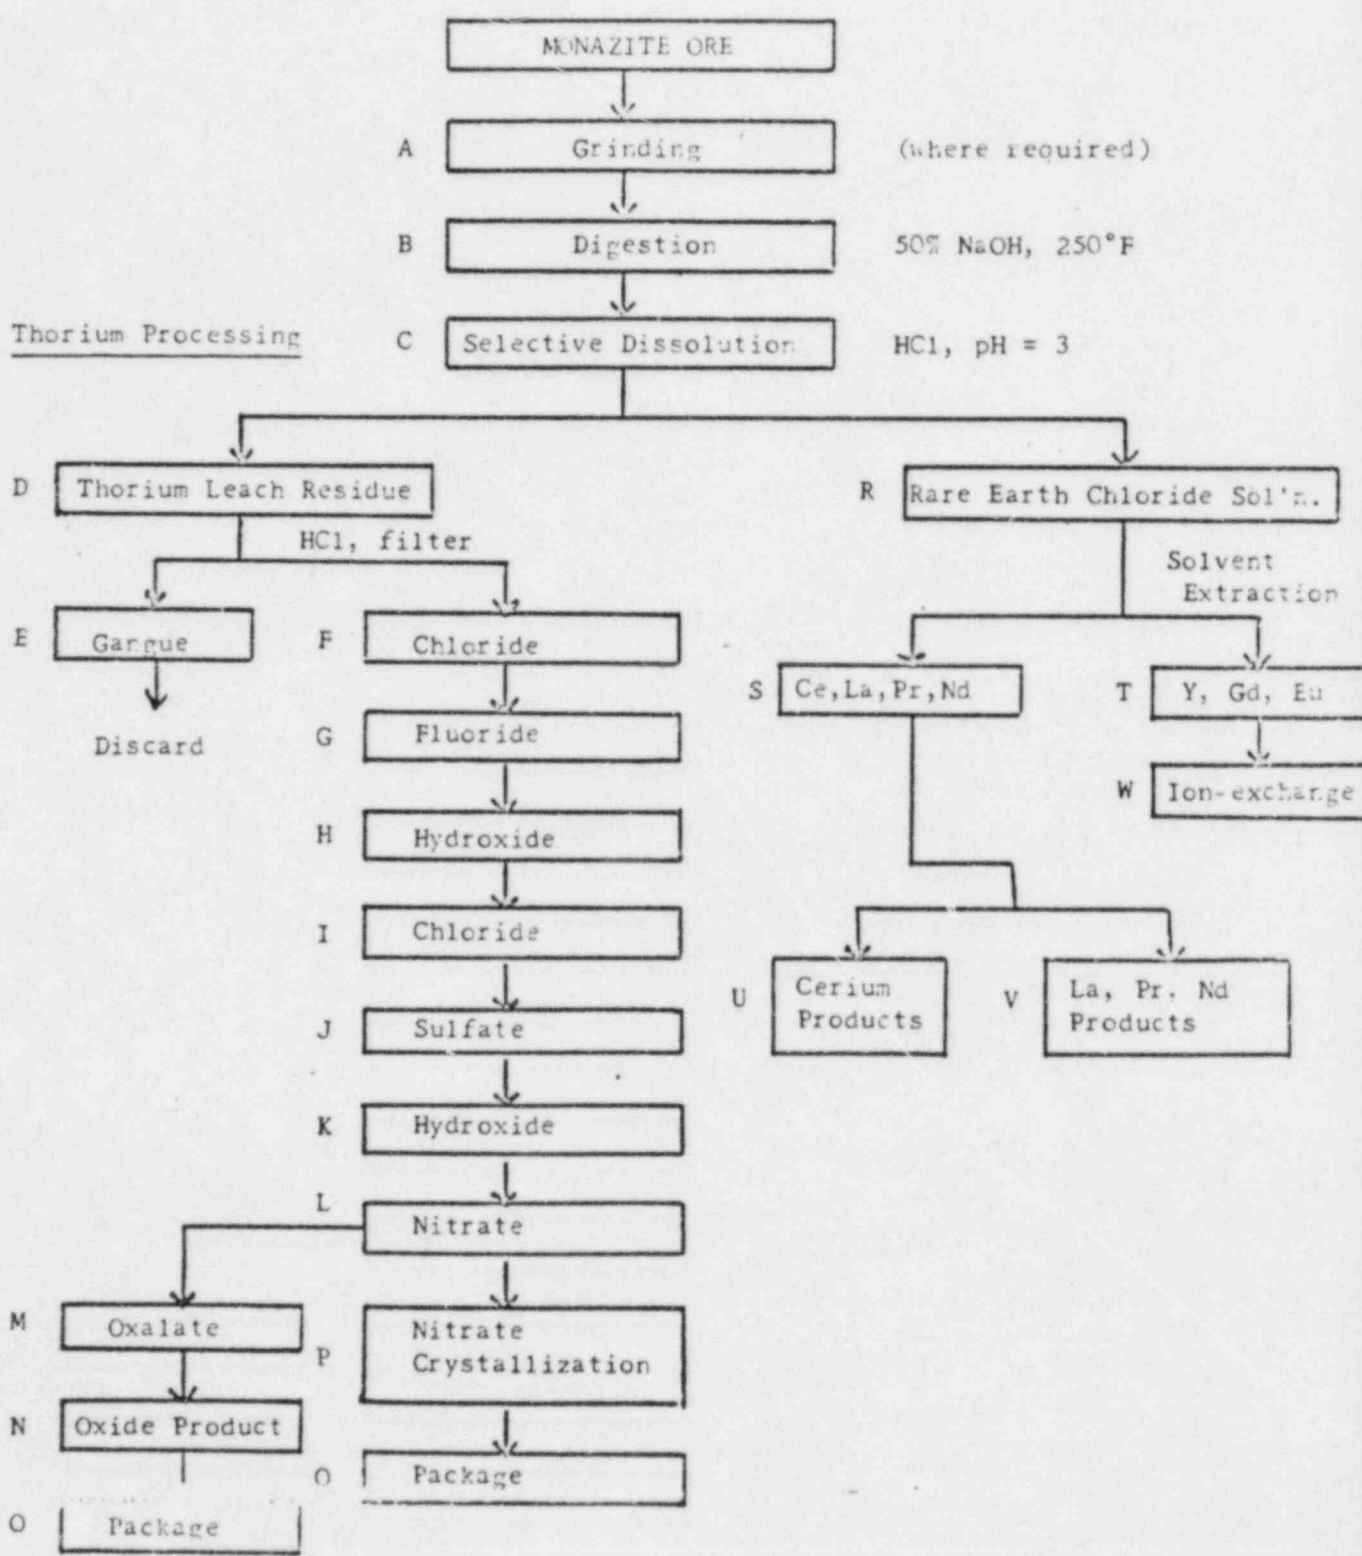 MONAZITE ORE
A Grinding (where required)
B Digestion 50% NaOH, 250°F
Thorium Processing
C Selective Dissolution HCl, pH = 3
D Thorium Leach Residue
R Rare Earth Chloride Sol'n.
HCl, filter
Solvent
Extraction
E Gangue
F Chloride
S Ce,La,Pr,Nd
T Y, Gd, Eu
Discard
G Fluoride
W Ion-exchange
H Hydroxide
I Chloride
U Cerium
Products
V La, Pr. Nd
Products
J Sulfate
K Hydroxide
L Nitrate
M Oxalate
P Nitrate
Crystallization
N Oxide Product
O Package
O Package